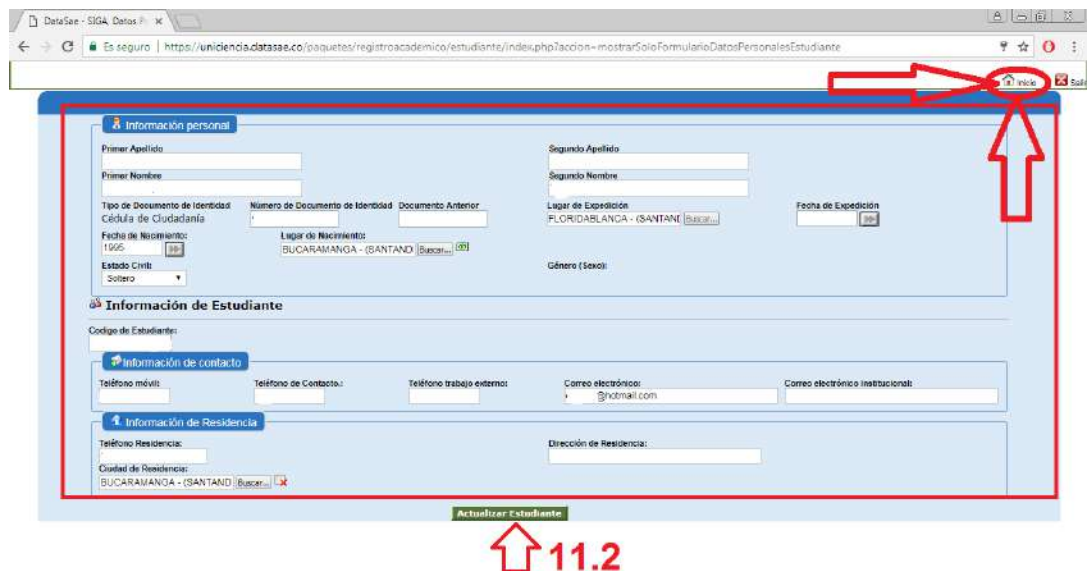 DataSae - SIGA, Datos P
Es seguro | https://uniciencia.datasae.co/paquetes/registroacademico/estudiante/index.php?accion=mostrarSoloFormularioDatosPersonalesEstudiante
Inicio Salir
Información personal
Primer Apellido Segundo Apellido
Primer Nombre Segundo Nombre
Tipo de Documento de Identidad Número de Documento de Identidad Documento Anterior Lugar de Expedición Fecha de Expedición
Cédula de Ciudadanía FLORIDABLANCA - (SANTANE Buscar...
Fecha de Nacimiento: Lugar de Nacimiento:
1995 BUCARAMANGA - (SANTAND Buscar...
Estado Civil: Género (Sexo):
Soltero
Información de Estudiante
Codigo de Estudiante:
Información de contacto
Teléfono móvil: Teléfono de Contacto.: Teléfono trabajo externo: Correo electrónico: Correo electrónico institucional:
@hotmail.com
Información de Residencia
Teléfono Residencia: Dirección de Residencia:
Ciudad de Residencia:
BUCARAMANGA - (SANTAND Buscar...
Actualizar Estudiante
11.2